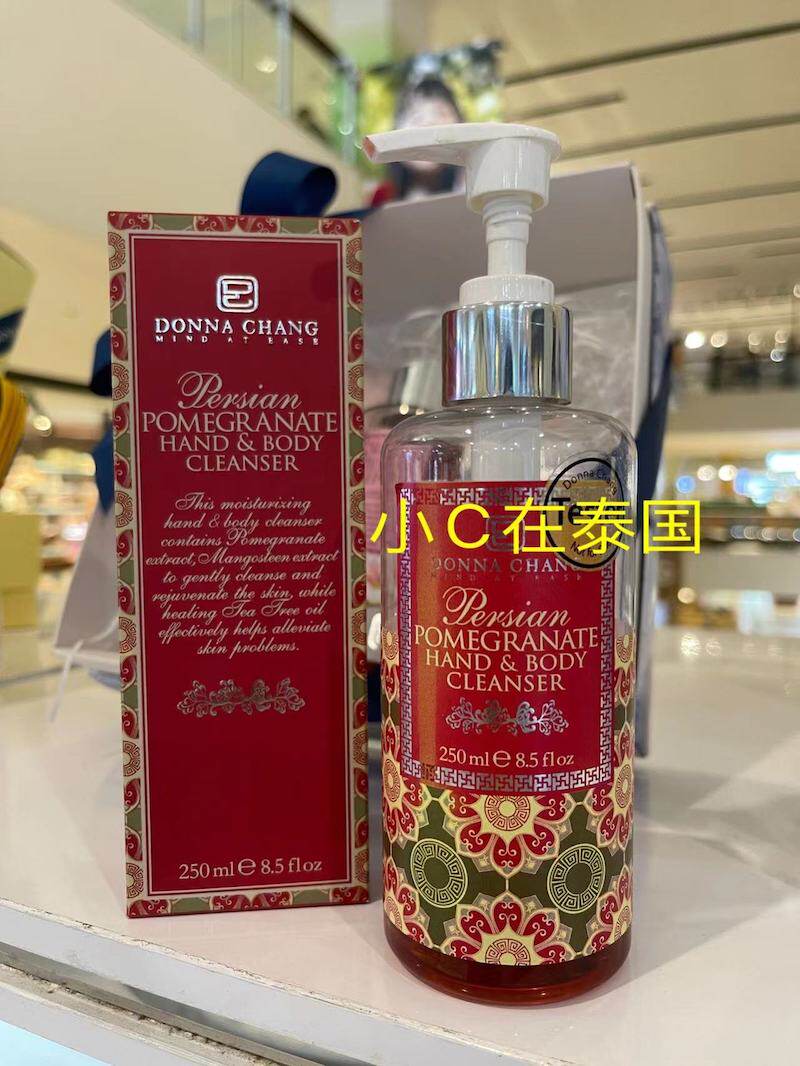 DONNA CHANG
MIND AT EASE
Persian
POMEGRANATE
HAND & BODY
CLEANSER
This moisturizing
hand & body cleanser
contains Pomegranate
extract, Mangosteen extract
to gently cleanse and
rejuvenate the skin, while
healing Tea Tree oil
effectively helps alleviate
skin problems.
250 ml ℮ 8.5 fl oz
Donna Chang
小C在泰国
DONNA CHANG
MIND AT EASE
Persian
POMEGRANATE
HAND & BODY
CLEANSER
250 ml ℮ 8.5 fl oz